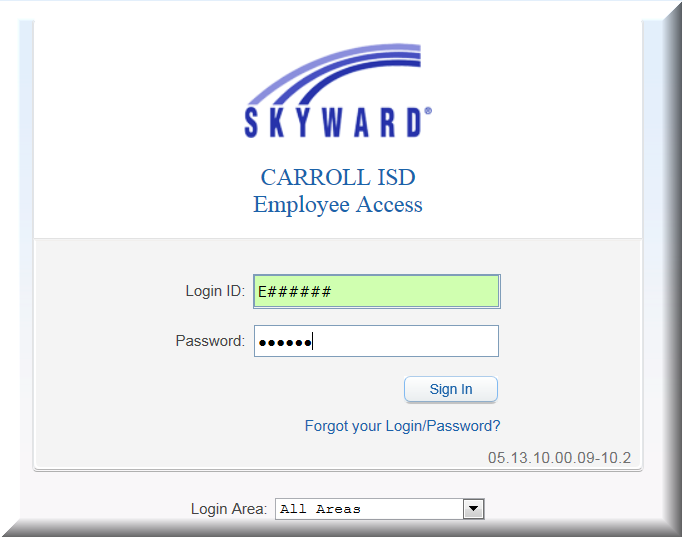 SKYWARD®
CARROLL ISD
Employee Access
Login ID: E######
Password: ●●●●●●
Sign In
Forgot your Login/Password?
05.13.10.00.09-10.2
Login Area: All Areas